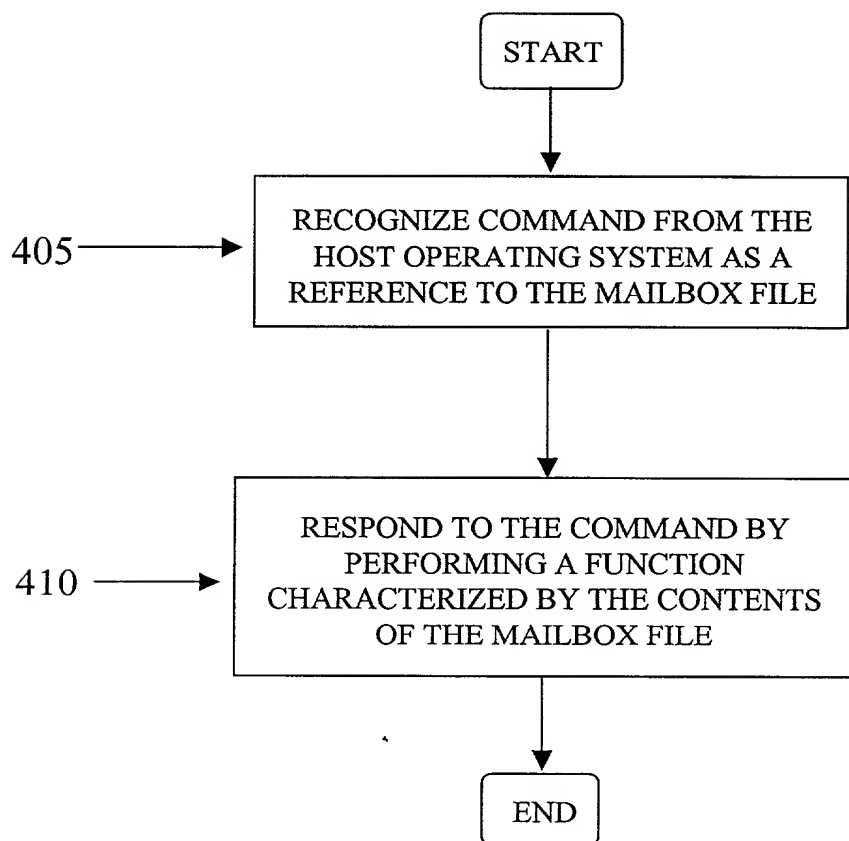 START
405
RECOGNIZE COMMAND FROM THE
HOST OPERATING SYSTEM AS A
REFERENCE TO THE MAILBOX FILE
410
RESPOND TO THE COMMAND BY
PERFORMING A FUNCTION
CHARACTERIZED BY THE CONTENTS
OF THE MAILBOX FILE
END